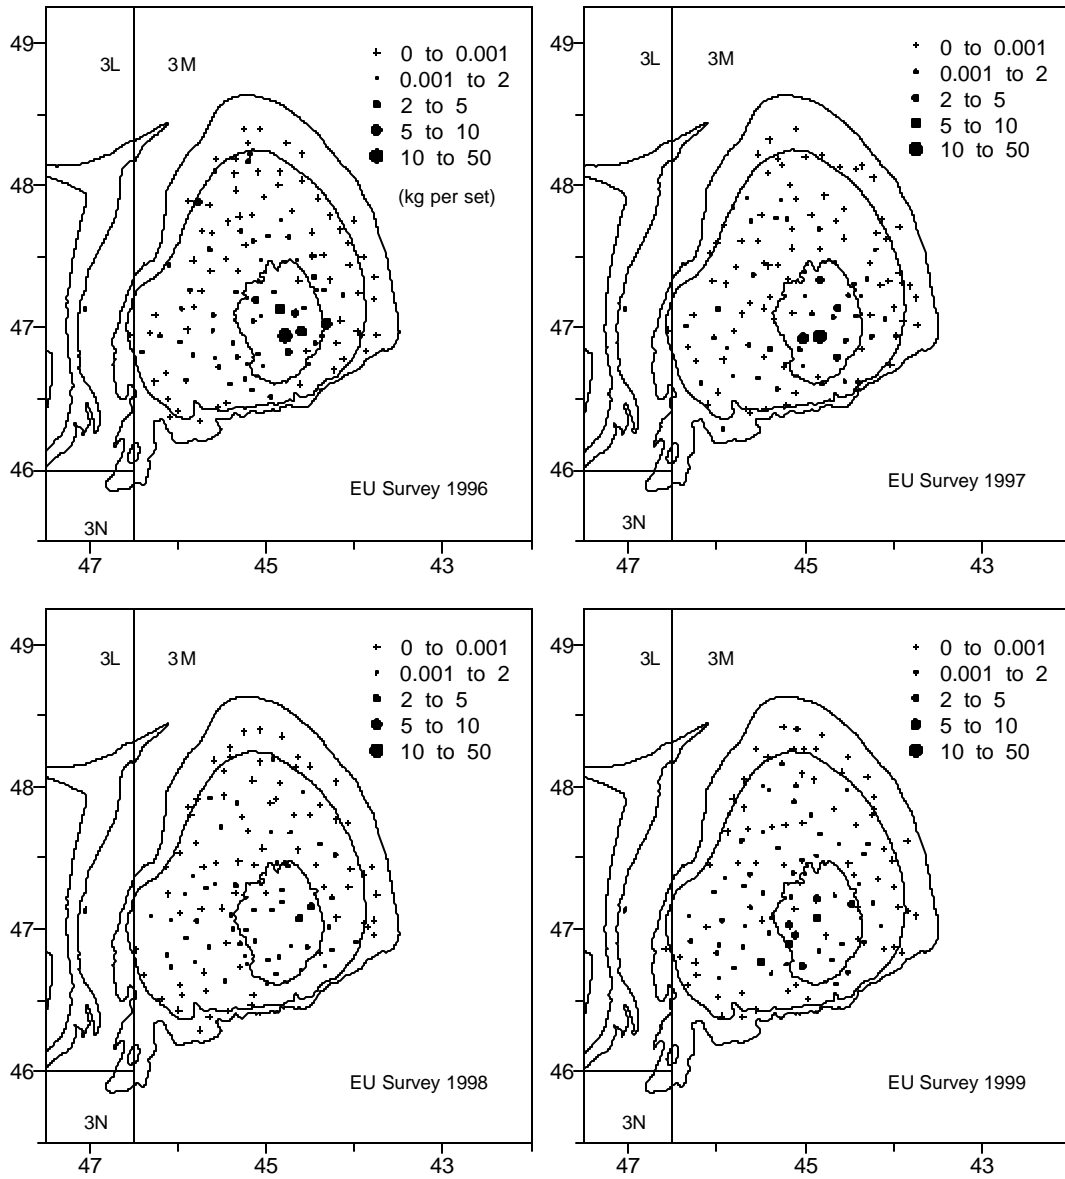 49
3L 3M
0 to 0.001
0.001 to 2
2 to 5
5 to 10
10 to 50
(kg per set)
48
47
46
EU Survey 1996
3N
47 45 43
49
3L 3M
0 to 0.001
0.001 to 2
2 to 5
5 to 10
10 to 50
48
47
46
EU Survey 1997
3N
47 45 43
49
3L 3M
0 to 0.001
0.001 to 2
2 to 5
5 to 10
10 to 50
48
47
46
EU Survey 1998
3N
47 45 43
49
3L 3M
0 to 0.001
0.001 to 2
2 to 5
5 to 10
10 to 50
48
47
46
EU Survey 1999
3N
47 45 43